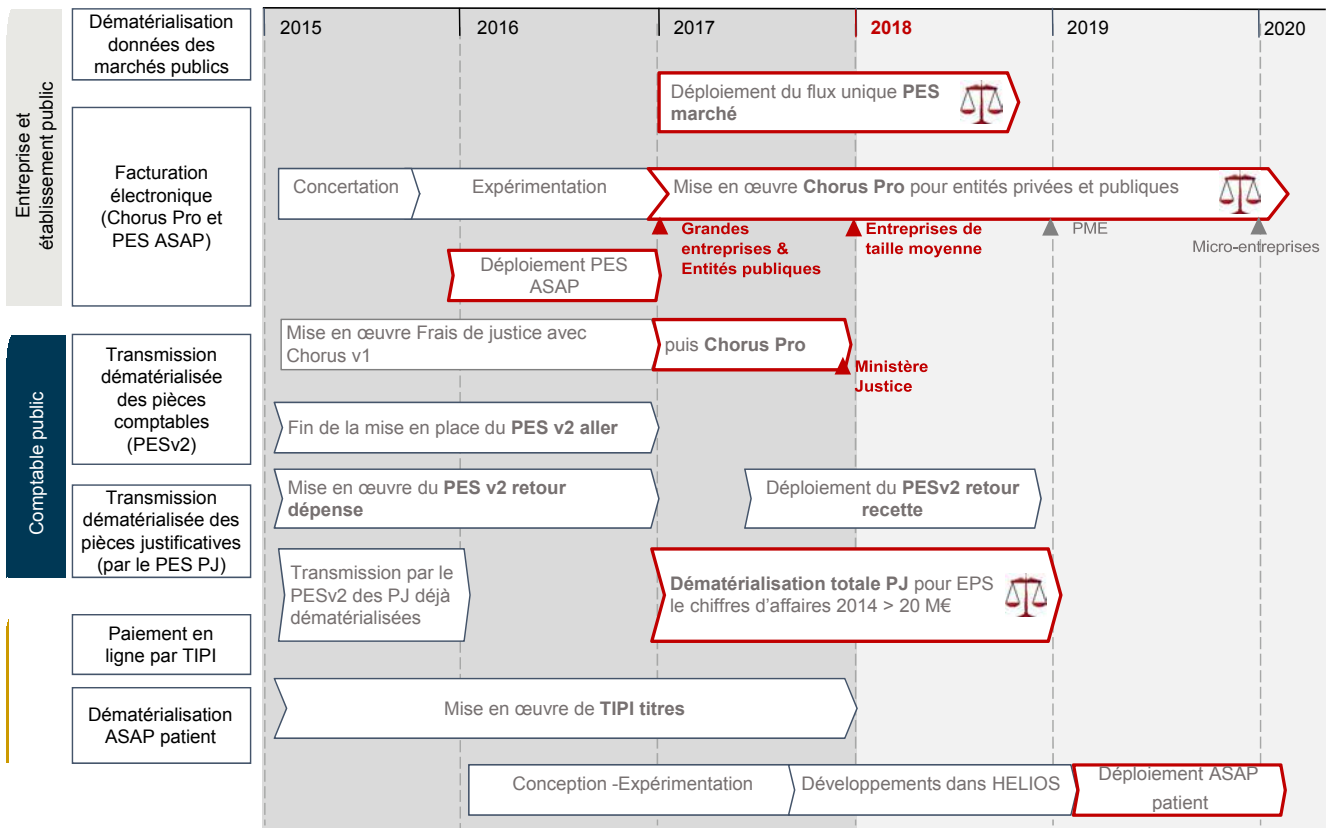 Dématérialisation
données des
marchés publics
2015
2016
2017
2018
2019
2020
Déploiement du flux unique PES
marché
Entreprise et
établissement public
Facturation
électronique
(Chorus Pro et
PES ASAP)
Concertation
Expérimentation
Mise en œuvre Chorus Pro pour entités privées et publiques
Grandes
entreprises &
Entités publiques
Entreprises de
taille moyenne
PME
Micro-entreprises
Déploiement PES
ASAP
Comptable public
Transmission
dématérialisée
des pièces
comptables
(PESv2)
Mise en œuvre Frais de justice avec
Chorus v1
puis Chorus Pro
Ministère
Justice
Fin de la mise en place du PES v2 aller
Transmission
dématérialisée des
pièces justificatives
(par le PES PJ)
Mise en œuvre du PES v2 retour
dépense
Déploiement du PESv2 retour
recette
Transmission par le
PESv2 des PJ déjà
dématérialisées
Dématérialisation totale PJ pour EPS
le chiffres d'affaires 2014 > 20 M€
Paiement en
ligne par TIPI
Dématérialisation
ASAP patient
Mise en œuvre de TIPI titres
Conception -Expérimentation
Développements dans HELIOS
Déploiement ASAP
patient